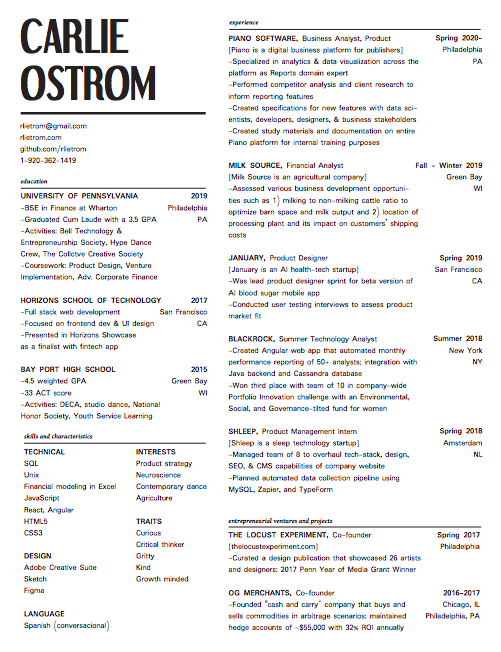 CARLIE
OSTROM
rlietrom@gmail.com
rlietrom.com
github.com/rlietrom
1-920-362-1419
education
UNIVERSITY OF PENNSYLVANIA 2019
-BSE in Finance at Wharton Philadelphia
-Graduated Cum Laude with a 3.5 GPA PA
-Activities: Bell Technology &
Entrepreneurship Society, Hype Dance
Crew, The Collctve Creative Society
-Coursework: Product Design, Venture
Implementation, Adv. Corporate Finance
HORIZONS SCHOOL OF TECHNOLOGY 2017
-Full stack web development San Francisco
-Focused on frontend dev & UI design CA
-Presented in Horizons Showcase
as a finalist with fintech app
BAY PORT HIGH SCHOOL 2015
-4.5 weighted GPA Green Bay
-33 ACT score WI
-Activities: DECA, studio dance, National
Honor Society, Youth Service Learning
skills and characteristics
TECHNICAL
SQL
Unix
Financial modeling in Excel
JavaScript
React, Angular
HTML5
CSS3
DESIGN
Adobe Creative Suite
Sketch
Figma
LANGUAGE
Spanish (conversacional)
INTERESTS
Product strategy
Neuroscience
Contemporary dance
Agriculture
TRAITS
Curious
Critical thinker
Gritty
Kind
Growth minded
experience
PIANO SOFTWARE, Business Analyst, Product Spring 2020-
[Piano is a digital business platform for publishers] Philadelphia
-Specialized in analytics & data visualization across the PA
platform as Reports domain expert
-Performed competitor analysis and client research to
inform reporting features
-Created specifications for new features with data sci-
entists, developers, designers, & business stakeholders
-Created study materials and documentation on entire
Piano platform for internal training purposes
MILK SOURCE, Financial Analyst Fall - Winter 2019
[Milk Source is an agricultural company] Green Bay
-Assessed various business development opportuni- WI
ties such as 1) milking to non-milking cattle ratio to
optimize barn space and milk output and 2) location of
processing plant and its impact on customers' shipping
costs
JANUARY, Product Designer Spring 2019
[January is an AI health-tech startup] San Francisco
-Was lead product designer sprint for beta version of CA
AI blood sugar mobile app
-Conducted user testing interviews to assess product
market fit
BLACKROCK, Summer Technology Analyst Summer 2018
-Created Angular web app that automated monthly New York
performance reporting of 50+ analysts; integration with NY
Java backend and Cassandra database
-Won third place with team of 10 in company-wide
Portfolio Innovation challenge with an Environmental,
Social, and Governance-tilted fund for women
SHLEEP, Product Management Intern Spring 2018
[Shleep is a sleep technology startup] Amsterdam
-Managed team of 8 to overhaul tech-stack, design, NL
SEO, & CMS capabilities of company website
-Planned automated data collection pipeline using
MySQL, Zapier, and TypeForm
entrepreneurial ventures and projects
THE LOCUST EXPERIMENT, Co-founder Spring 2017
[thelocustexperiment.com] Philadelphia
-Curated a design publication that showcased 26 artists
and designers; 2017 Penn Year of Media Grant Winner
OG MERCHANTS, Co-founder 2016-2017
-Founded "cash and carry" company that buys and Chicago, IL
sells commodities in arbitrage scenarios; maintained Philadelphia, PA
hedge accounts of ~$55,000 with 32% ROI annually